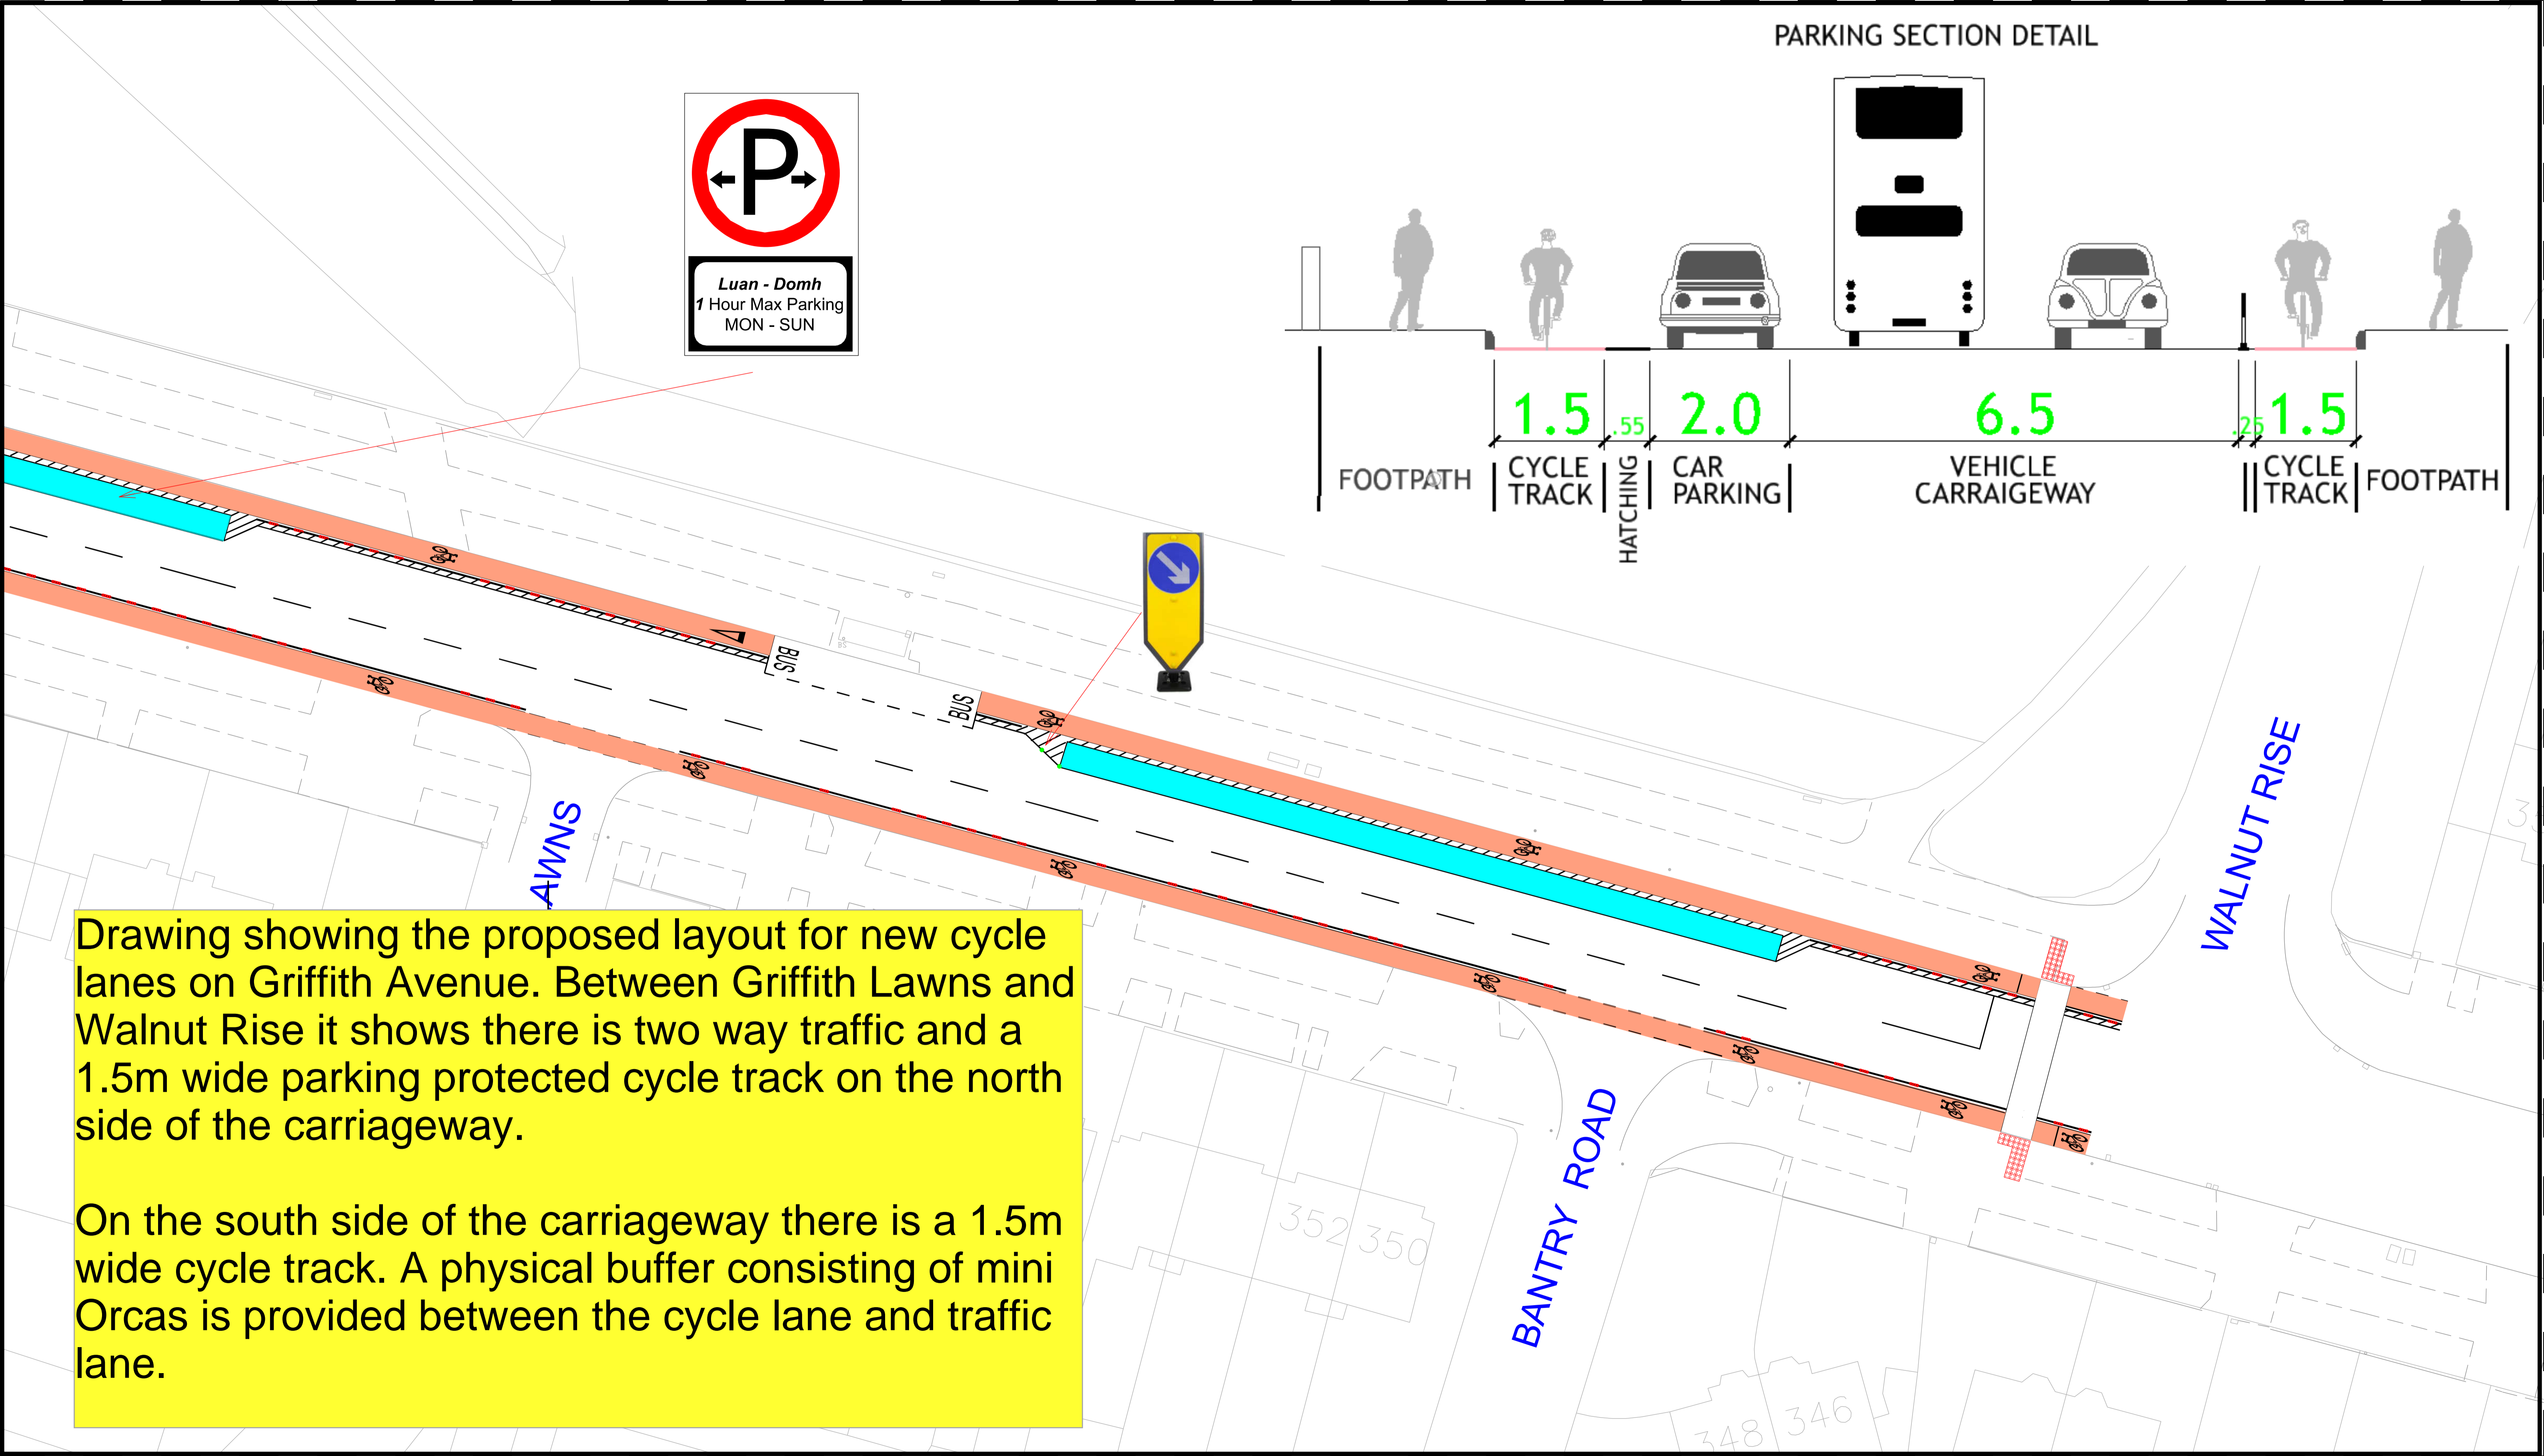 PARKING SECTION DETAIL
P
Luan - Domh
1 Hour Max Parking
MON - SUN
1.5 .55 2.0 6.5 .25 1.5
FOOTPATH
CYCLE
TRACK
HATCHING
CAR
PARKING
VEHICLE
CARRAIGEWAY
CYCLE
TRACK
FOOTPATH
BUS
BUS
BS
AWNS
WALNUT RISE
BANTRY ROAD
352 350
348 346
Drawing showing the proposed layout for new cycle
lanes on Griffith Avenue. Between Griffith Lawns and
Walnut Rise it shows there is two way traffic and a
1.5m wide parking protected cycle track on the north
side of the carriageway.
On the south side of the carriageway there is a 1.5m
wide cycle track. A physical buffer consisting of mini
Orcas is provided between the cycle lane and traffic
lane.